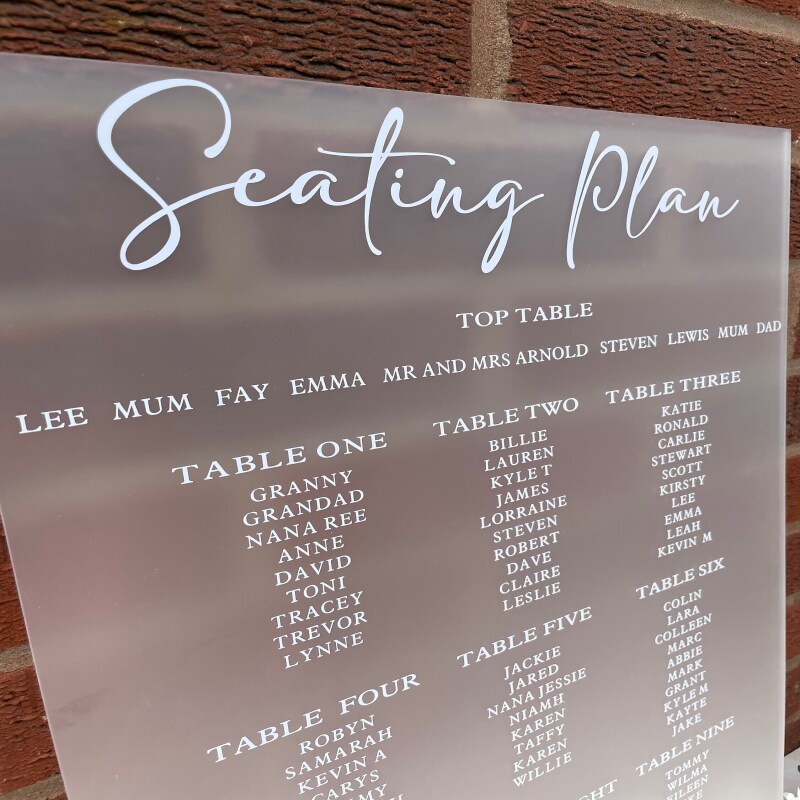 Seating Plan
TOP TABLE
LEE MUM FAY EMMA MR AND MRS ARNOLD STEVEN LEWIS MUM DAD
TABLE ONE
GRANNY
GRANDAD
NANA REE
ANNE
DAVID
TONI
TRACEY
TREVOR
LYNNE
TABLE TWO
BILLIE
LAUREN
KYLE T
JAMES
LORRAINE
STEVEN
ROBERT
DAVE
CLAIRE
LESLIE
TABLE THREE
KATIE
RONALD
CARLIE
STEWART
SCOTT
KIRSTY
LEE
EMMA
LEAH
KEVIN M
TABLE FOUR
ROBYN
SAMARAH
KEVIN A
CARYS
TABLE FIVE
JACKIE
JARED
NANA JESSIE
NIAMH
KAREN
TAFFY
KAREN
WILLIE
TABLE SIX
COLIN
LARA
COLLEEN
MARC
ABBIE
MARK
GRANT
KYLE M
KAYTE
JAKE
TABLE NINE
TOMMY
WILMA